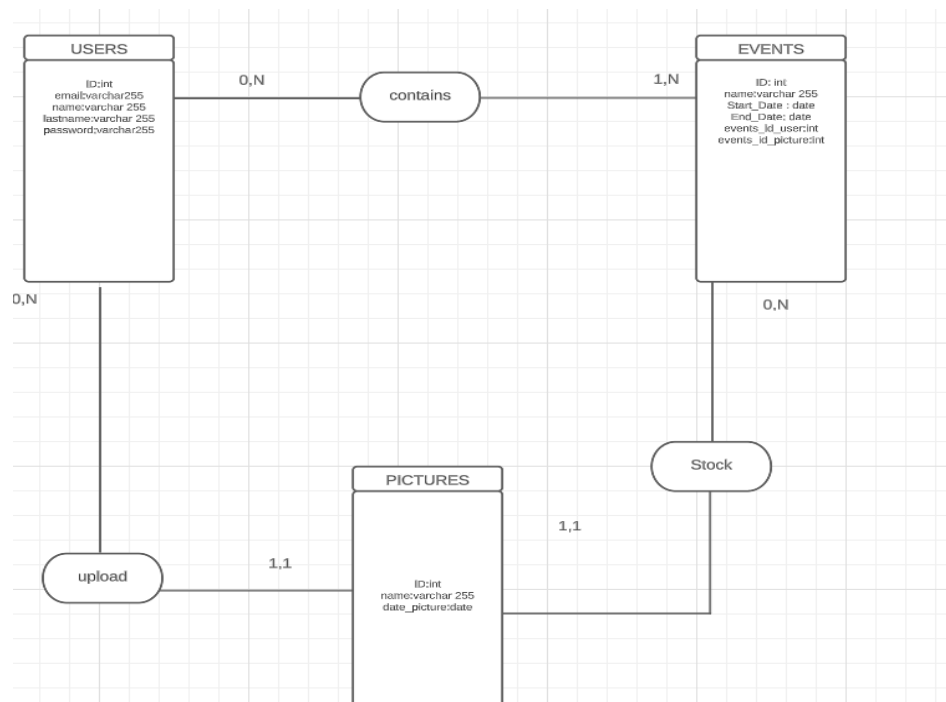 USERS
ID:int
email:varchar255
name:varchar 255
lastname:varchar 255
password:varchar255
0,N
contains
1,N
EVENTS
ID: int
name:varchar 255
Start_Date : date
End_Date: date
events_id_user:int
events_id_picture:int
0,N
0,N
Stock
PICTURES
ID:int
name:varchar 255
date_picture:date
1,1
upload
1,1